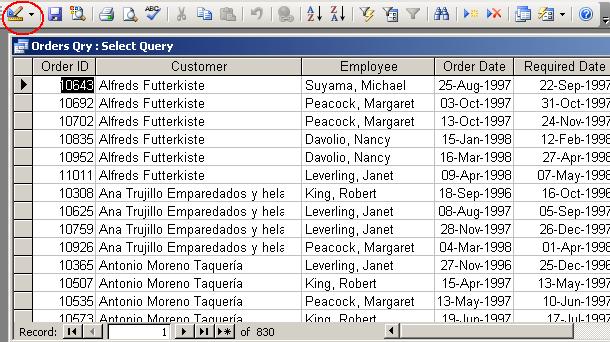 Orders Qry : Select Query
Order ID Customer Employee Order Date Required Date
10643 Alfreds Futterkiste Suyama, Michael 25-Aug-1997 22-Sep-1997
10692 Alfreds Futterkiste Peacock, Margaret 03-Oct-1997 31-Oct-1997
10702 Alfreds Futterkiste Peacock, Margaret 13-Oct-1997 24-Nov-1997
10835 Alfreds Futterkiste Davolio, Nancy 15-Jan-1998 12-Feb-1998
10952 Alfreds Futterkiste Davolio, Nancy 16-Mar-1998 27-Apr-1998
11011 Alfreds Futterkiste Leverling, Janet 09-Apr-1998 07-May-1998
10308 Ana Trujillo Emparedados y hela King, Robert 18-Sep-1996 16-Oct-1996
10625 Ana Trujillo Emparedados y hela Leverling, Janet 08-Aug-1997 05-Sep-1997
10759 Ana Trujillo Emparedados y hela Leverling, Janet 28-Nov-1997 26-Dec-1997
10926 Ana Trujillo Emparedados y hela Peacock, Margaret 04-Mar-1998 01-Apr-1998
10365 Antonio Moreno Taquería Leverling, Janet 27-Nov-1996 25-Dec-1996
10507 Antonio Moreno Taquería King, Robert 15-Apr-1997 13-May-1997
10535 Antonio Moreno Taquería Peacock, Margaret 13-May-1997 10-Jun-1997
10573 Antonio Moreno Taquería King, Robert 19-Jun-1997 17-Jul-1997
Record: 1 of 830